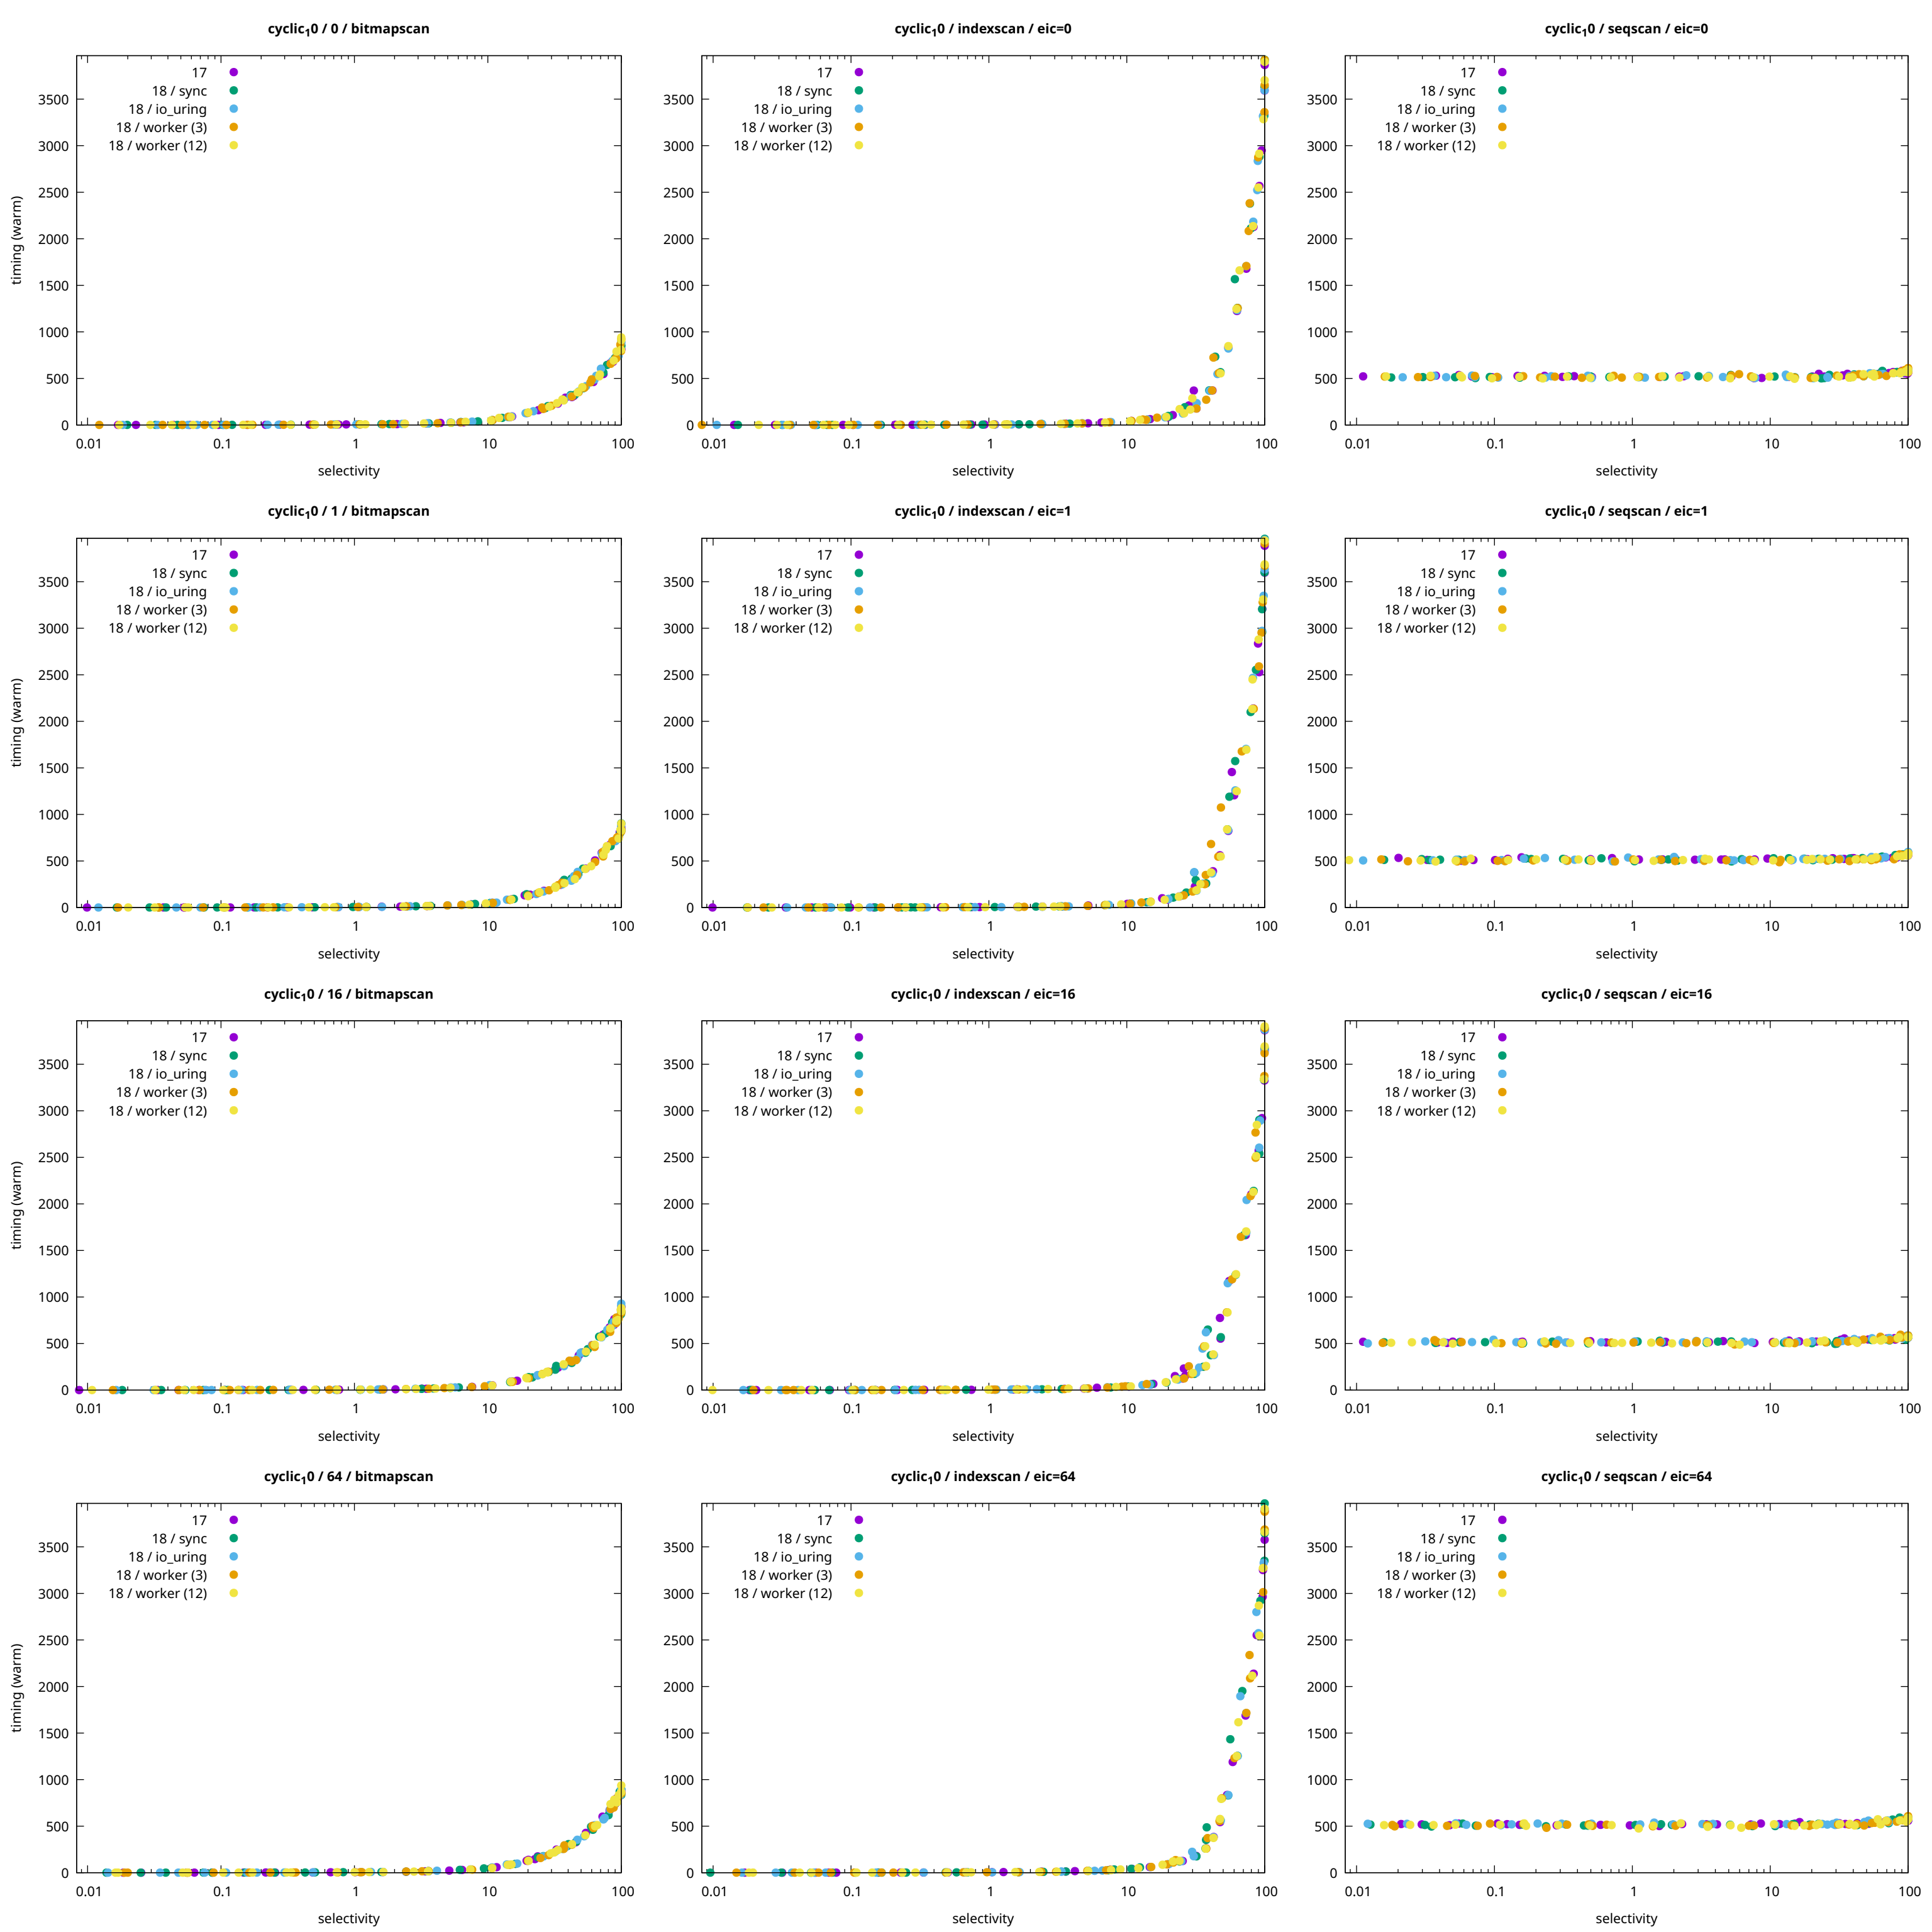 cyclic₁0 / 0 / bitmapscan
timing (warm)
3500
3000
2500
2000
1500
1000
500
0
17
18 / sync
18 / io_uring
18 / worker (3)
18 / worker (12)
0.01 0.1 1 10 100
selectivity
cyclic₁0 / indexscan / eic=0
3500
3000
2500
2000
1500
1000
500
0
17
18 / sync
18 / io_uring
18 / worker (3)
18 / worker (12)
0.01 0.1 1 10 100
selectivity
cyclic₁0 / seqscan / eic=0
3500
3000
2500
2000
1500
1000
500
0
17
18 / sync
18 / io_uring
18 / worker (3)
18 / worker (12)
0.01 0.1 1 10 100
selectivity
cyclic₁0 / 1 / bitmapscan
timing (warm)
3500
3000
2500
2000
1500
1000
500
0
17
18 / sync
18 / io_uring
18 / worker (3)
18 / worker (12)
0.01 0.1 1 10 100
selectivity
cyclic₁0 / indexscan / eic=1
3500
3000
2500
2000
1500
1000
500
0
17
18 / sync
18 / io_uring
18 / worker (3)
18 / worker (12)
0.01 0.1 1 10 100
selectivity
cyclic₁0 / seqscan / eic=1
3500
3000
2500
2000
1500
1000
500
0
17
18 / sync
18 / io_uring
18 / worker (3)
18 / worker (12)
0.01 0.1 1 10 100
selectivity
cyclic₁0 / 16 / bitmapscan
timing (warm)
3500
3000
2500
2000
1500
1000
500
0
17
18 / sync
18 / io_uring
18 / worker (3)
18 / worker (12)
0.01 0.1 1 10 100
selectivity
cyclic₁0 / indexscan / eic=16
3500
3000
2500
2000
1500
1000
500
0
17
18 / sync
18 / io_uring
18 / worker (3)
18 / worker (12)
0.01 0.1 1 10 100
selectivity
cyclic₁0 / seqscan / eic=16
3500
3000
2500
2000
1500
1000
500
0
17
18 / sync
18 / io_uring
18 / worker (3)
18 / worker (12)
0.01 0.1 1 10 100
selectivity
cyclic₁0 / 64 / bitmapscan
timing (warm)
3500
3000
2500
2000
1500
1000
500
0
17
18 / sync
18 / io_uring
18 / worker (3)
18 / worker (12)
0.01 0.1 1 10 100
selectivity
cyclic₁0 / indexscan / eic=64
3500
3000
2500
2000
1500
1000
500
0
17
18 / sync
18 / io_uring
18 / worker (3)
18 / worker (12)
0.01 0.1 1 10 100
selectivity
cyclic₁0 / seqscan / eic=64
3500
3000
2500
2000
1500
1000
500
0
17
18 / sync
18 / io_uring
18 / worker (3)
18 / worker (12)
0.01 0.1 1 10 100
selectivity